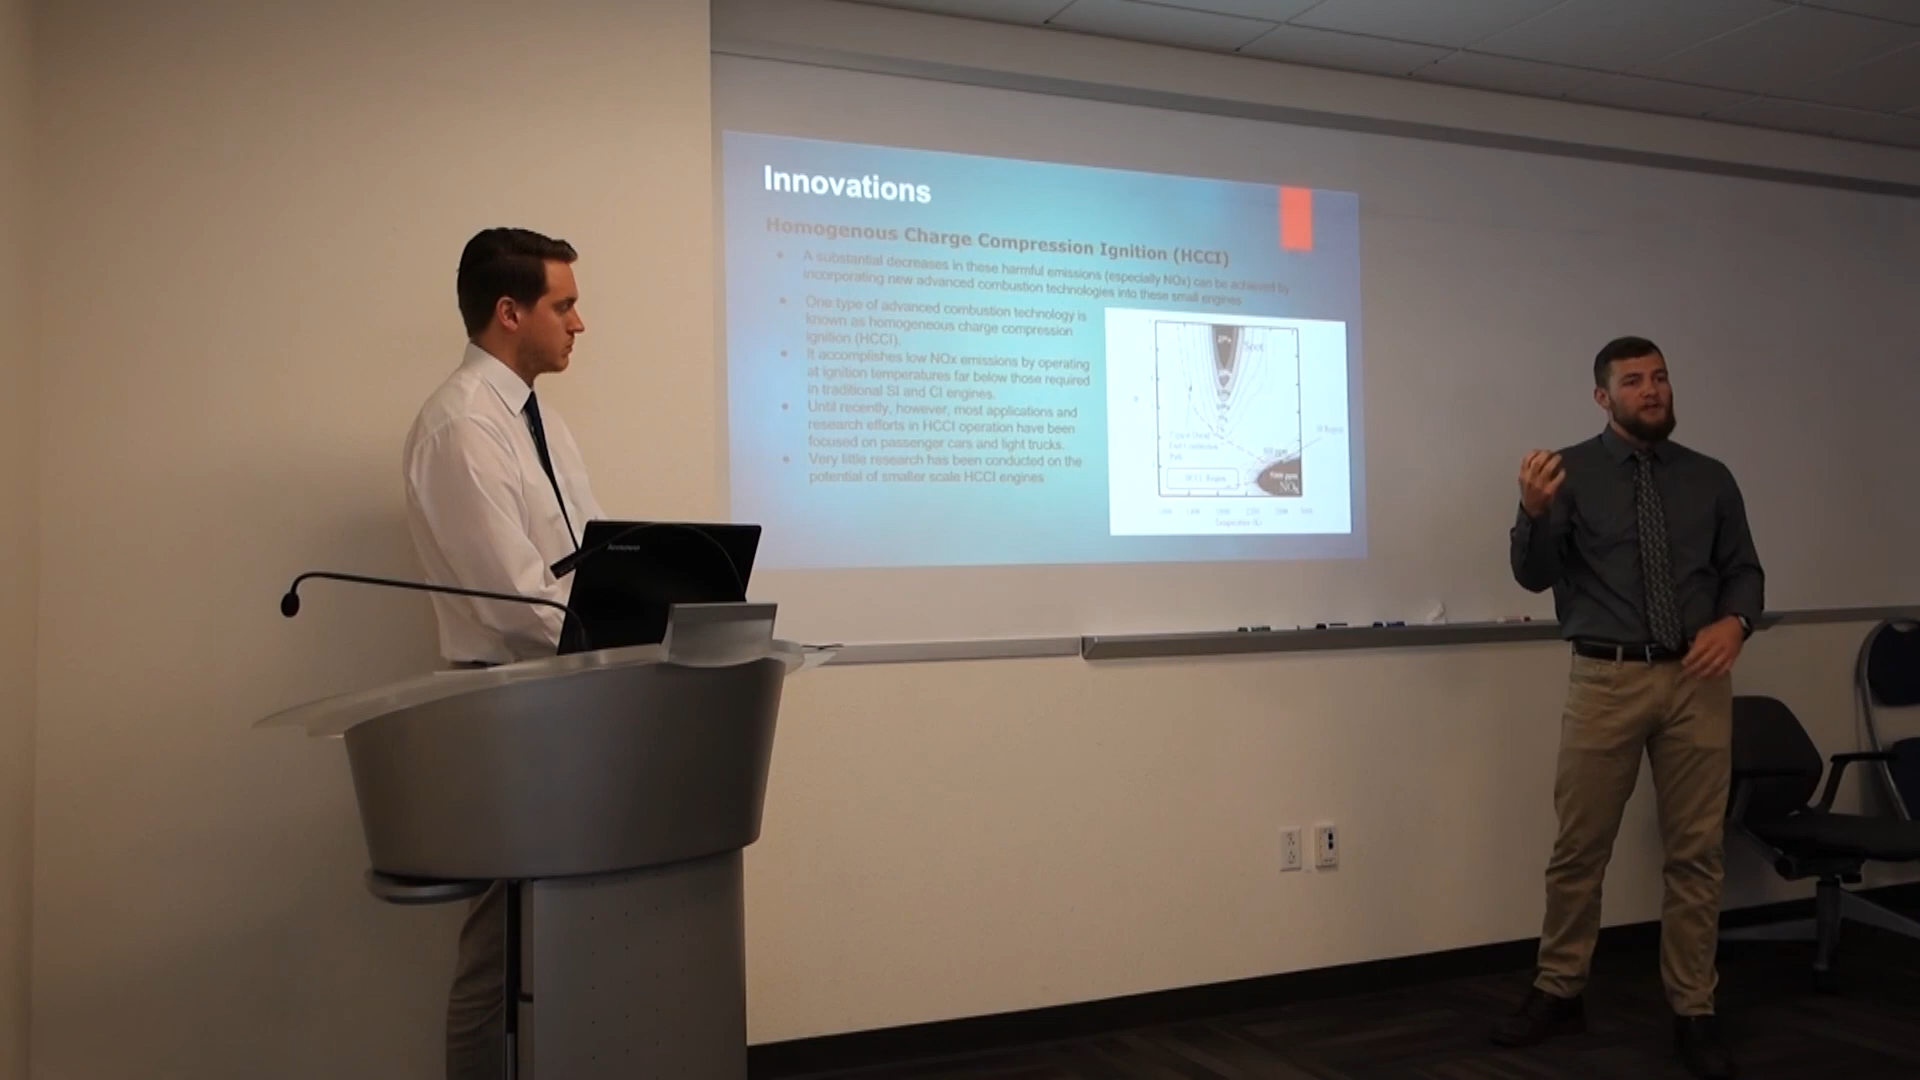 Innovations
Homogenous Charge Compression Ignition (HCCI)
• A substantial decreases in these harmful emissions (especially NOx) can be achieved by
incorporating new advanced combustion technologies into these small engines
• One type of advanced combustion technology is
known as homogeneous charge compression
ignition (HCCI).
• It accomplishes low NOx emissions by operating
at ignition temperatures far below those required
in traditional SI and CI engines.
• Until recently, however, most applications and
research efforts in HCCI operation have been
focused on passenger cars and light trucks.
• Very little research has been conducted on the
potential of smaller scale HCCI engines
Soot
Region
NOx
Lenovo